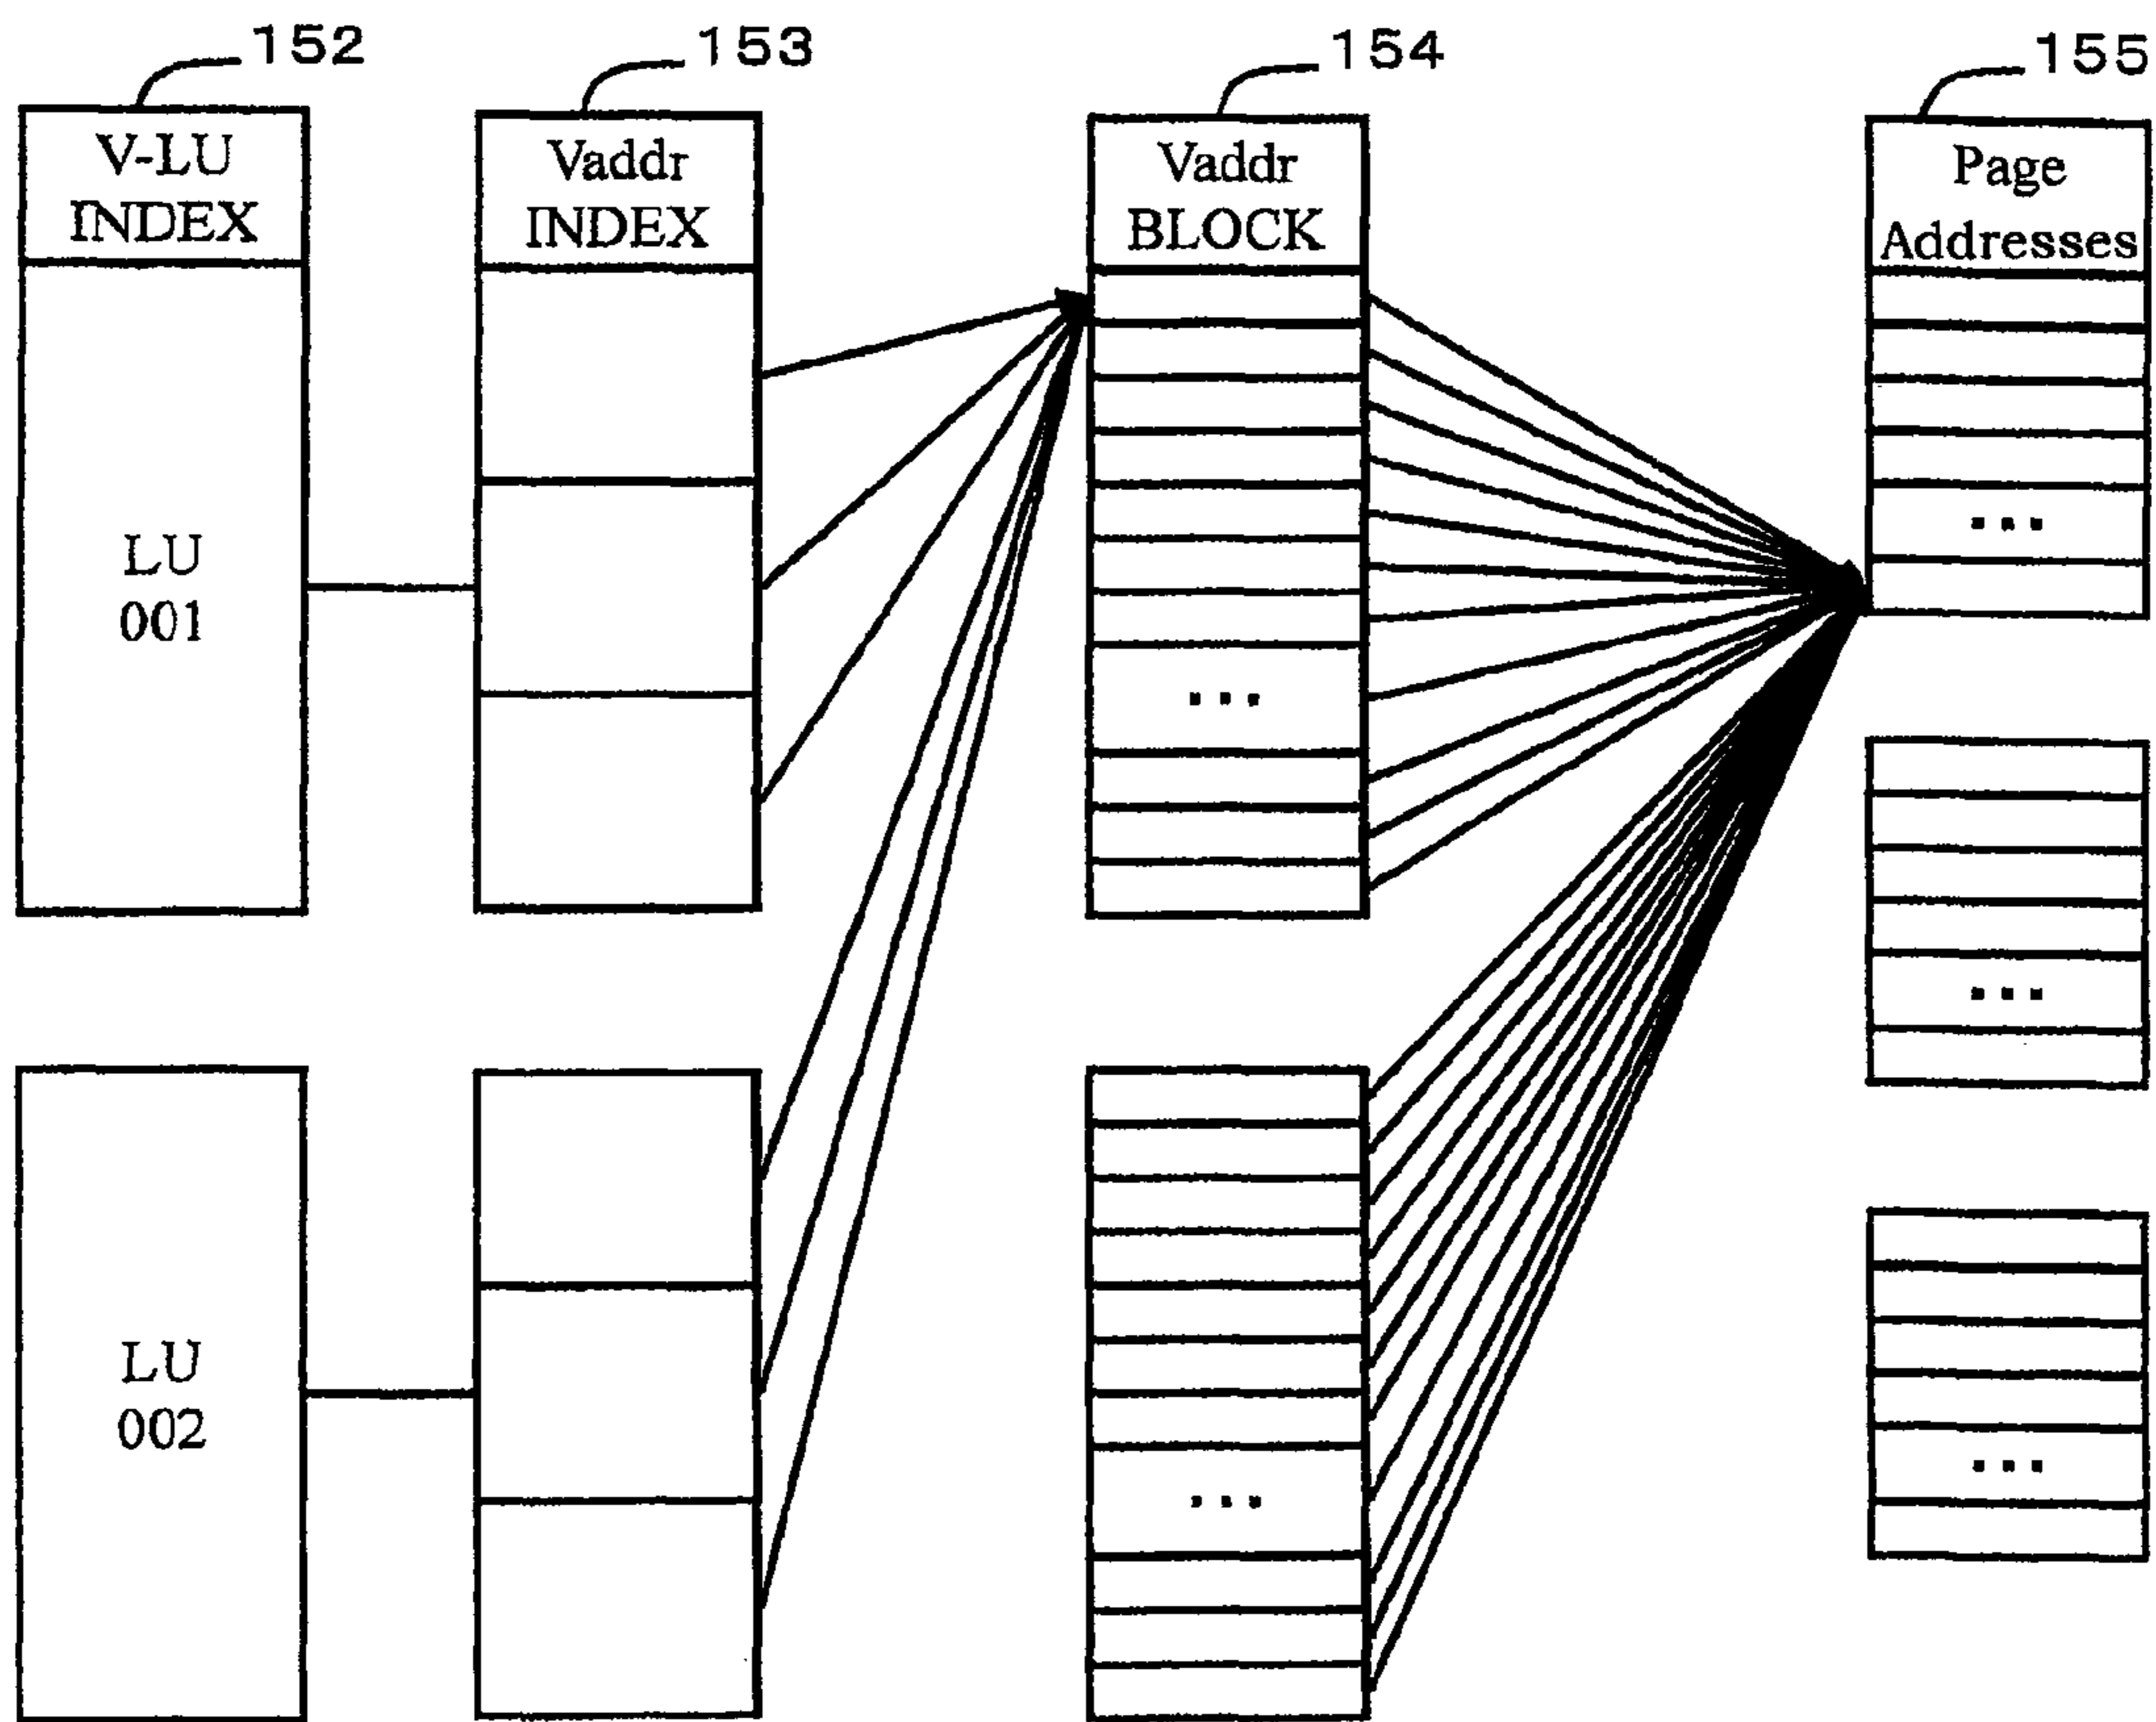 152
153
154
155
V-LU
INDEX
Vaddr
INDEX
Vaddr
BLOCK
Page
Addresses
LU
001
...
...
...
LU
002
...
...